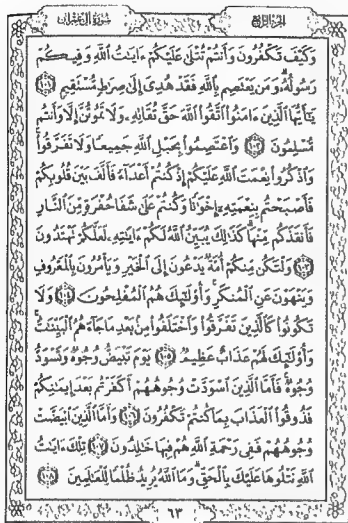 سورة آل عمران
الجزء الرابع
وَكَيْفَ تَكْفُرُونَ وَأَنتُمْ تُتْلَىٰ عَلَيْكُمْ ءَايَٰتُ ٱللَّهِ وَفِيكُمْ
رَسُولُهُۥ وَمَن يَعْتَصِم بِٱللَّهِ فَقَدْ هُدِىَ إِلَىٰ صِرَٰطٍ مُّسْتَقِيمٍ ١٠١
يَٰٓأَيُّهَا ٱلَّذِينَ ءَامَنُوا۟ ٱتَّقُوا۟ ٱللَّهَ حَقَّ تُقَاتِهِۦ وَلَا تَمُوتُنَّ إِلَّا وَأَنتُم
مُّسْلِمُونَ ١٠٢ وَٱعْتَصِمُوا۟ بِحَبْلِ ٱللَّهِ جَمِيعًا وَلَا تَفَرَّقُوا۟
وَٱذْكُرُوا۟ نِعْمَتَ ٱللَّهِ عَلَيْكُمْ إِذْ كُنتُمْ أَعْدَآءً فَأَلَّفَ بَيْنَ قُلُوبِكُمْ
فَأَصْبَحْتُم بِنِعْمَتِهِۦٓ إِخْوَٰنًا وَكُنتُمْ عَلَىٰ شَفَا حُفْرَةٍ مِّنَ ٱلنَّارِ
فَأَنقَذَكُم مِّنْهَا كَذَٰلِكَ يُبَيِّنُ ٱللَّهُ لَكُمْ ءَايَٰتِهِۦ لَعَلَّكُمْ تَهْتَدُونَ
١٠٣ وَلْتَكُن مِّنكُمْ أُمَّةٌ يَدْعُونَ إِلَى ٱلْخَيْرِ وَيَأْمُرُونَ بِٱلْمَعْرُوفِ
وَيَنْهَوْنَ عَنِ ٱلْمُنكَرِ وَأُو۟لَٰٓئِكَ هُمُ ٱلْمُفْلِحُونَ ١٠٤ وَلَا
تَكُونُوا۟ كَٱلَّذِينَ تَفَرَّقُوا۟ وَٱخْتَلَفُوا۟ مِنۢ بَعْدِ مَا جَآءَهُمُ ٱلْبَيِّنَٰتُ
وَأُو۟لَٰٓئِكَ لَهُمْ عَذَابٌ عَظِيمٌ ١٠٥ يَوْمَ تَبْيَضُّ وُجُوهٌ وَتَسْوَدُّ
وُجُوهٌ فَأَمَّا ٱلَّذِينَ ٱسْوَدَّتْ وُجُوهُهُمْ أَكَفَرْتُم بَعْدَ إِيمَٰنِكُمْ
فَذُوقُوا۟ ٱلْعَذَابَ بِمَا كُنتُمْ تَكْفُرُونَ ١٠٦ وَأَمَّا ٱلَّذِينَ ٱبْيَضَّتْ
وُجُوهُهُمْ فَفِى رَحْمَةِ ٱللَّهِ هُمْ فِيهَا خَٰلِدُونَ ١٠٧ تِلْكَ ءَايَٰتُ
ٱللَّهِ نَتْلُوهَا عَلَيْكَ بِٱلْحَقِّ وَمَا ٱللَّهُ يُرِيدُ ظُلْمًا لِّلْعَٰلَمِينَ ١٠٨
٦٣